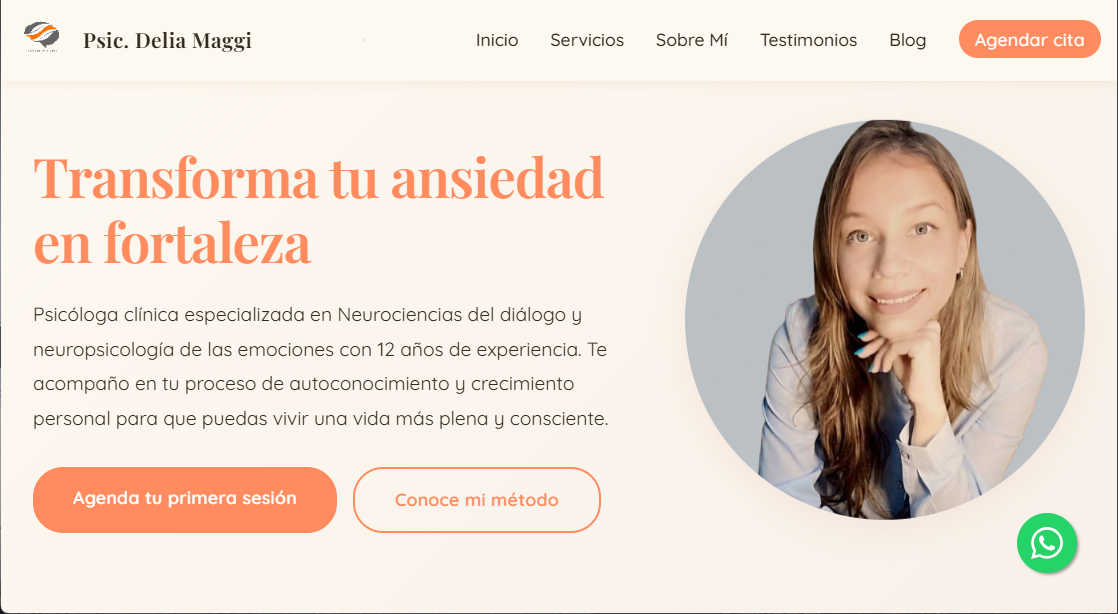 Psic. Delia Maggi
Inicio Servicios Sobre Mí Testimonios Blog Agendar cita
Transforma tu ansiedad
en fortaleza
Psicóloga clínica especializada en Neurociencias del diálogo y
neuropsicología de las emociones con 12 años de experiencia. Te
acompaño en tu proceso de autoconocimiento y crecimiento
personal para que puedas vivir una vida más plena y consciente.
Agenda tu primera sesión
Conoce mi método